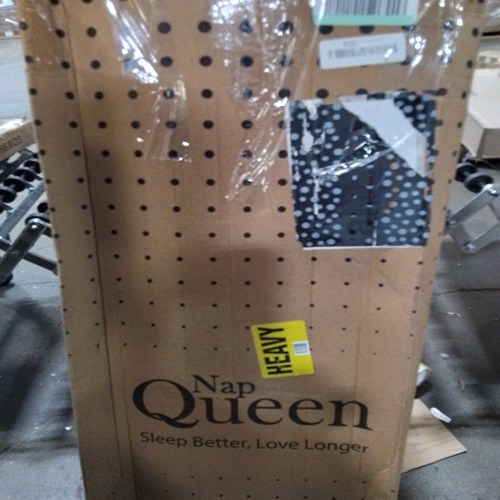 HEAVY
Nap
Queen
Sleep Better, Love Longer